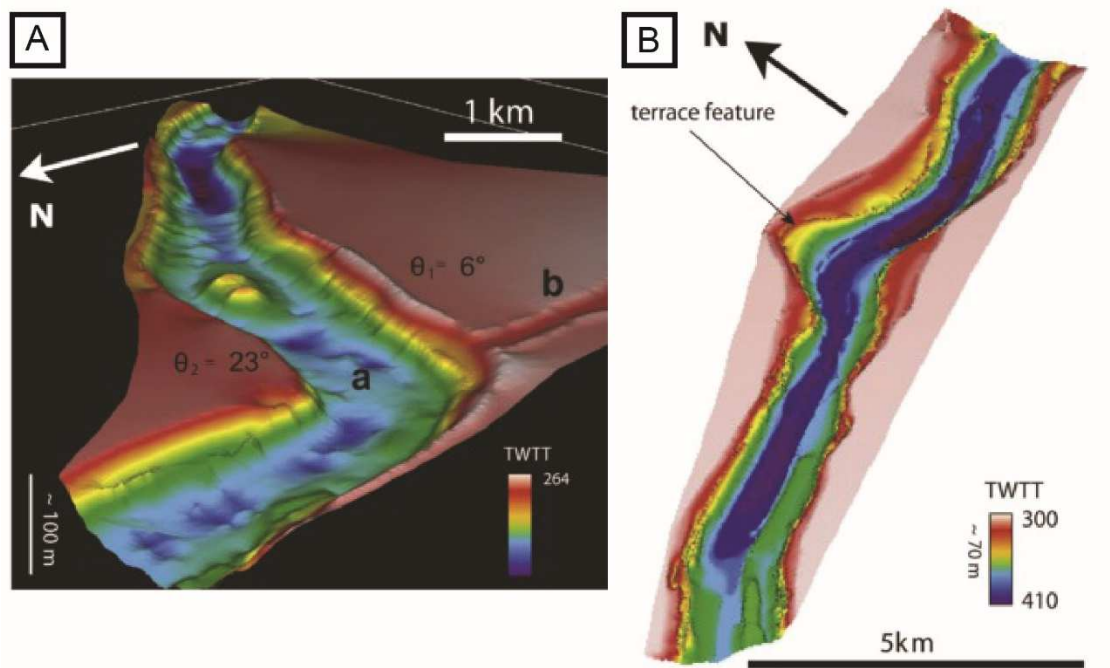 A
1 km
N
θ1= 6°
b
θ2= 23°
a
TWTT
264
~ 100 m
B
N
terrace feature
TWTT
300
~ 70 m
410
5km